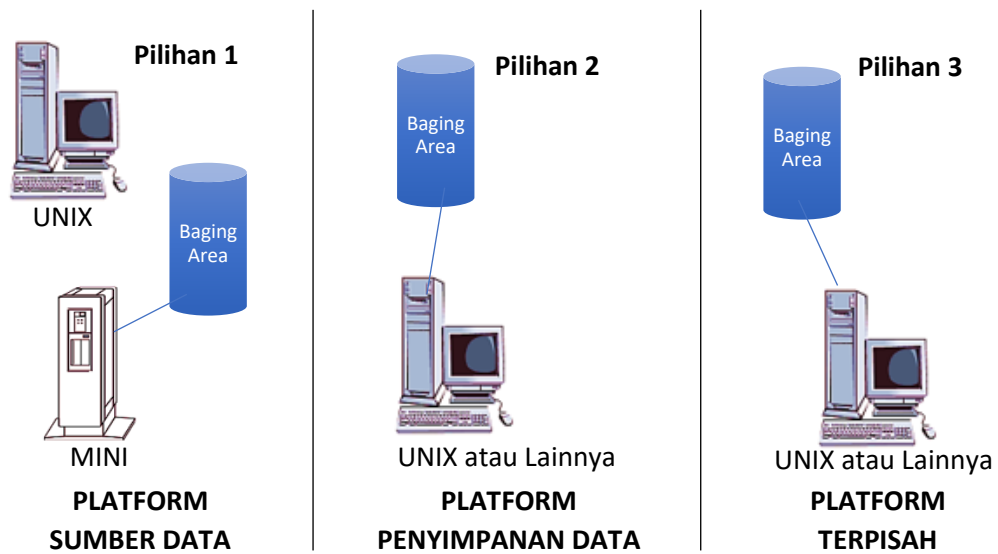 Pilihan 1
Baging
Area
UNIX
MINI
PLATFORM
SUMBER DATA
Pilihan 2
Baging
Area
UNIX atau Lainnya
PLATFORM
PENYIMPANAN DATA
Pilihan 3
Baging
Area
UNIX atau Lainnya
PLATFORM
TERPISAH